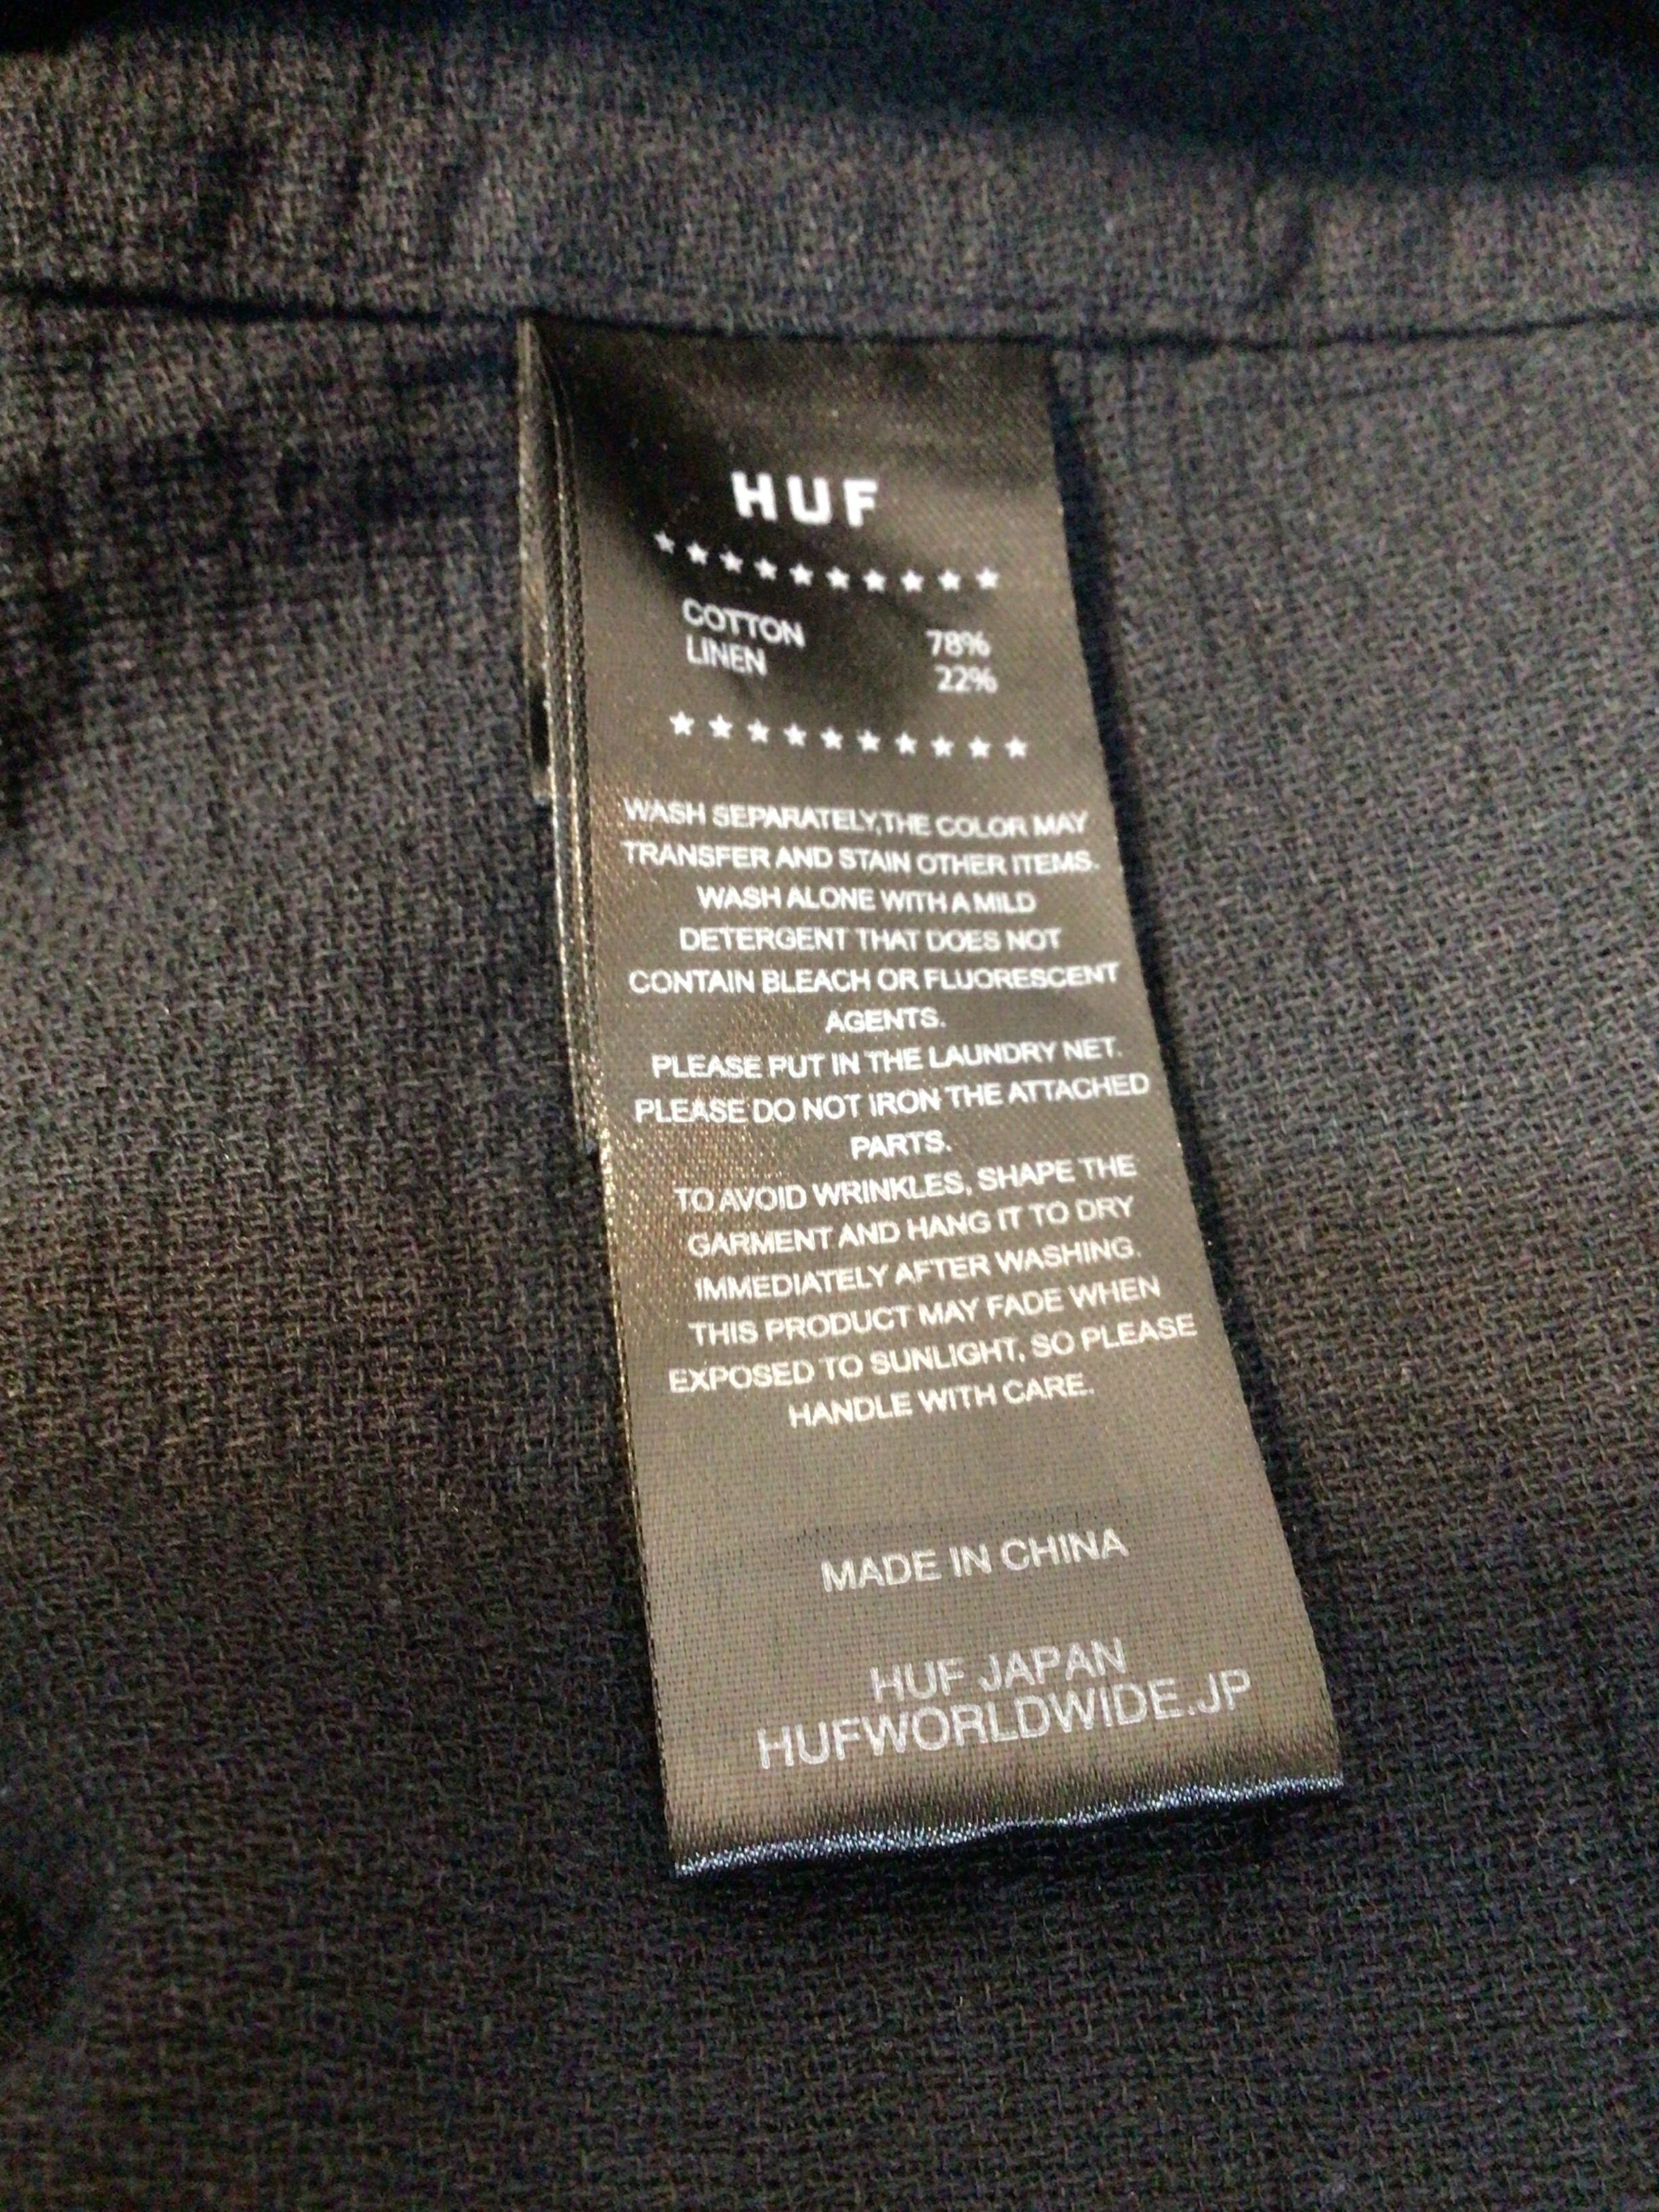 HUF
★★★★★★★★★★
COTTON 78%
LINEN 22%
★★★★★★★★★★
WASH SEPARATELY,THE COLOR MAY
TRANSFER AND STAIN OTHER ITEMS.
WASH ALONE WITH A MILD
DETERGENT THAT DOES NOT
CONTAIN BLEACH OR FLUORESCENT
AGENTS.
PLEASE PUT IN THE LAUNDRY NET.
PLEASE DO NOT IRON THE ATTACHED
PARTS.
TO AVOID WRINKLES, SHAPE THE
GARMENT AND HANG IT TO DRY
IMMEDIATELY AFTER WASHING.
THIS PRODUCT MAY FADE WHEN
EXPOSED TO SUNLIGHT, SO PLEASE
HANDLE WITH CARE.
MADE IN CHINA
HUF JAPAN
HUFWORLDWIDE.JP